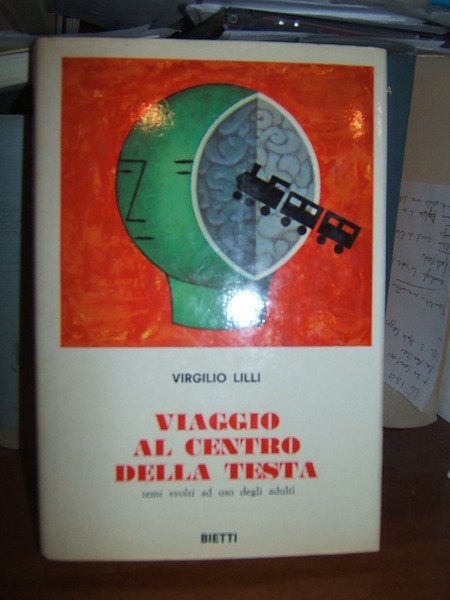 VIRGILIO LILLI
VIAGGIO
AL CENTRO
DELLA TESTA
temi svolti ad uso degli adulti
BIETTI